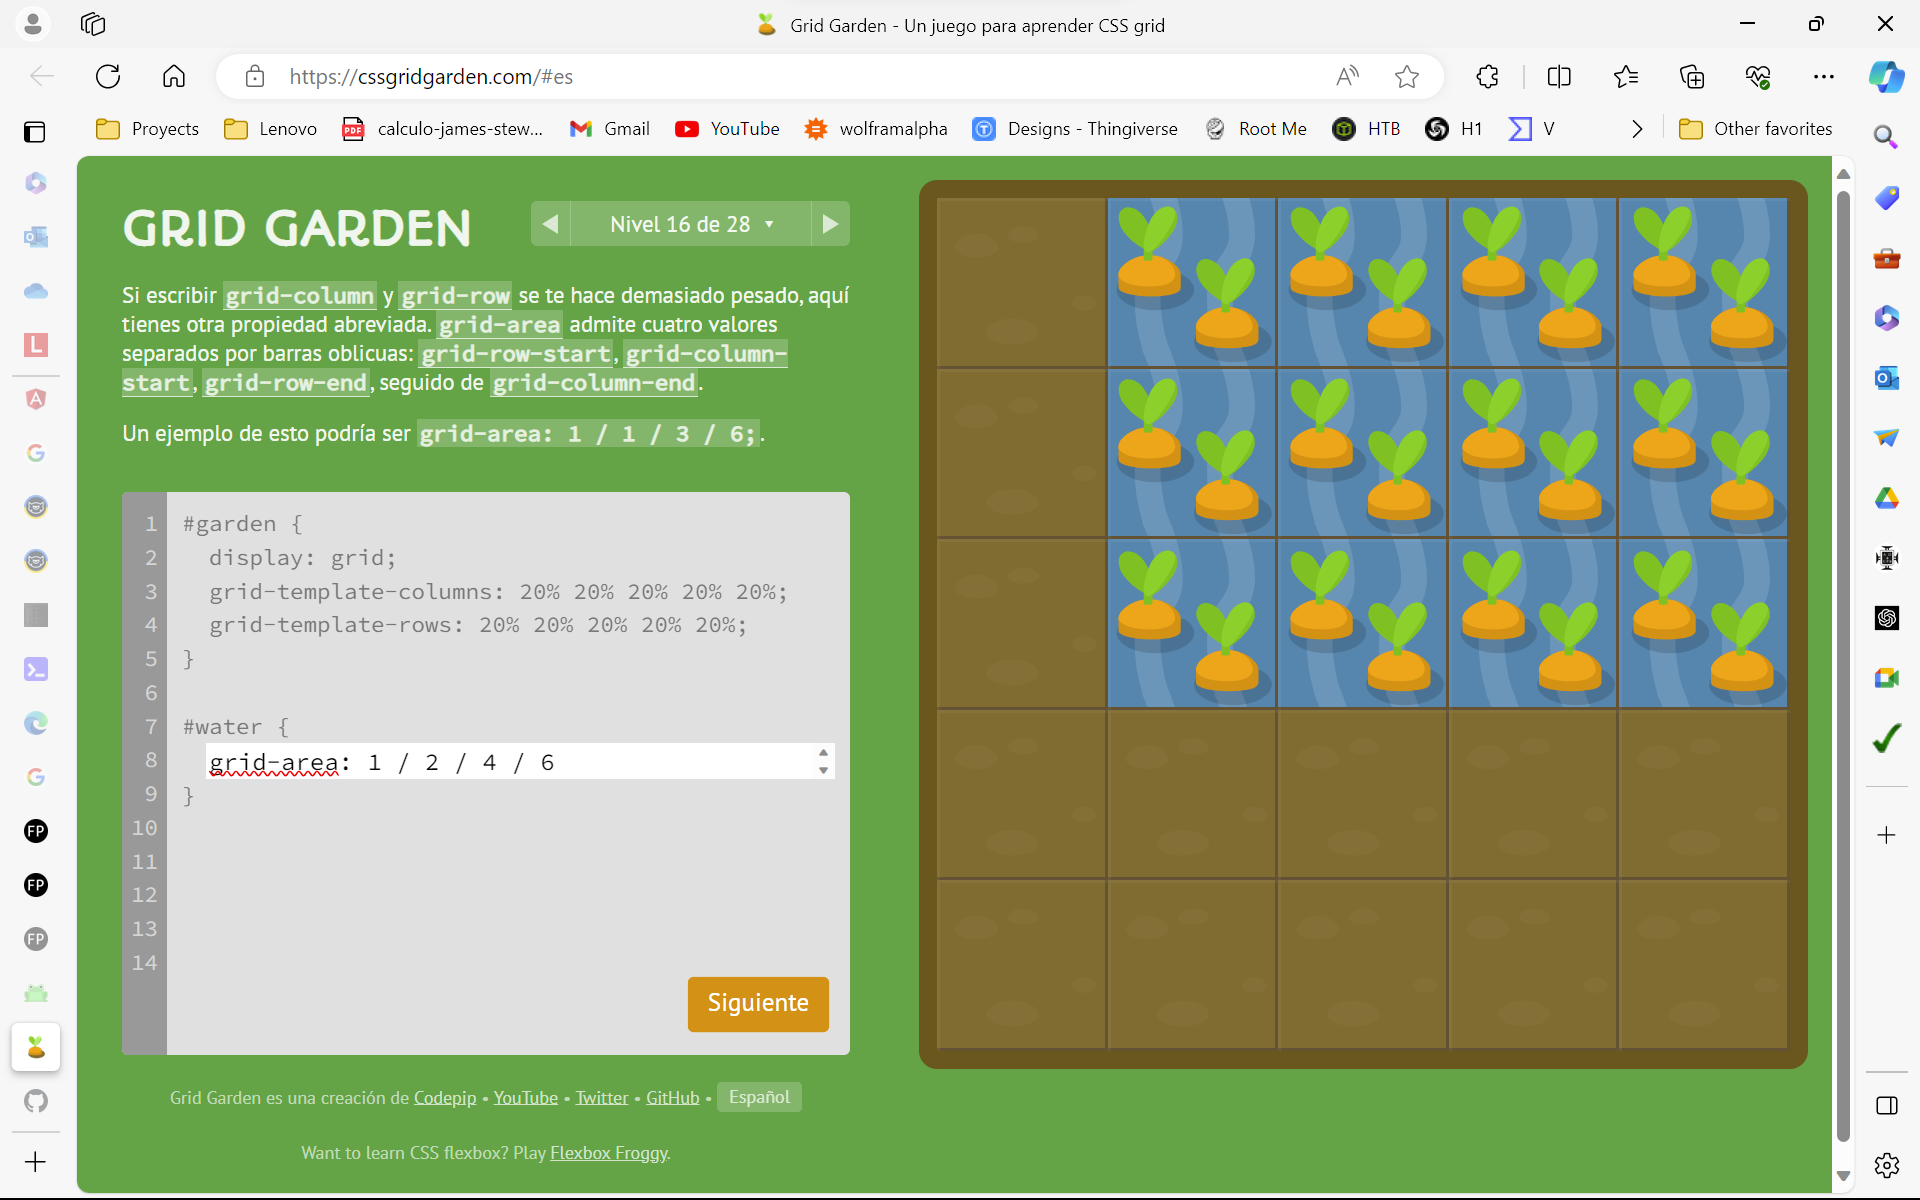 Grid Garden - Un juego para aprender CSS grid
https://cssgridgarden.com/#es
Proyects
Lenovo
calculo-james-stew...
Gmail
YouTube
wolframalpha
Designs - Thingiverse
Root Me
HTB
H1
V
Other favorites
GRID GARDEN
Nivel 16 de 28
Si escribir grid-column y grid-row se te hace demasiado pesado, aquí
tienes otra propiedad abreviada. grid-area admite cuatro valores
separados por barras oblicuas: grid-row-start, grid-column-
start, grid-row-end, seguido de grid-column-end.
Un ejemplo de esto podría ser grid-area: 1 / 1 / 3 / 6;.
1 #garden {
2 display: grid;
3 grid-template-columns: 20% 20% 20% 20% 20%;
4 grid-template-rows: 20% 20% 20% 20% 20%;
5 }
6
7 #water {
8 grid-area: 1 / 2 / 4 / 6
9 }
10
11
12
13
14
Siguiente
Grid Garden es una creación de Codepip • YouTube • Twitter • GitHub • Español
Want to learn CSS flexbox? Play Flexbox Froggy.
PDF
L
A
FP
FP
FP